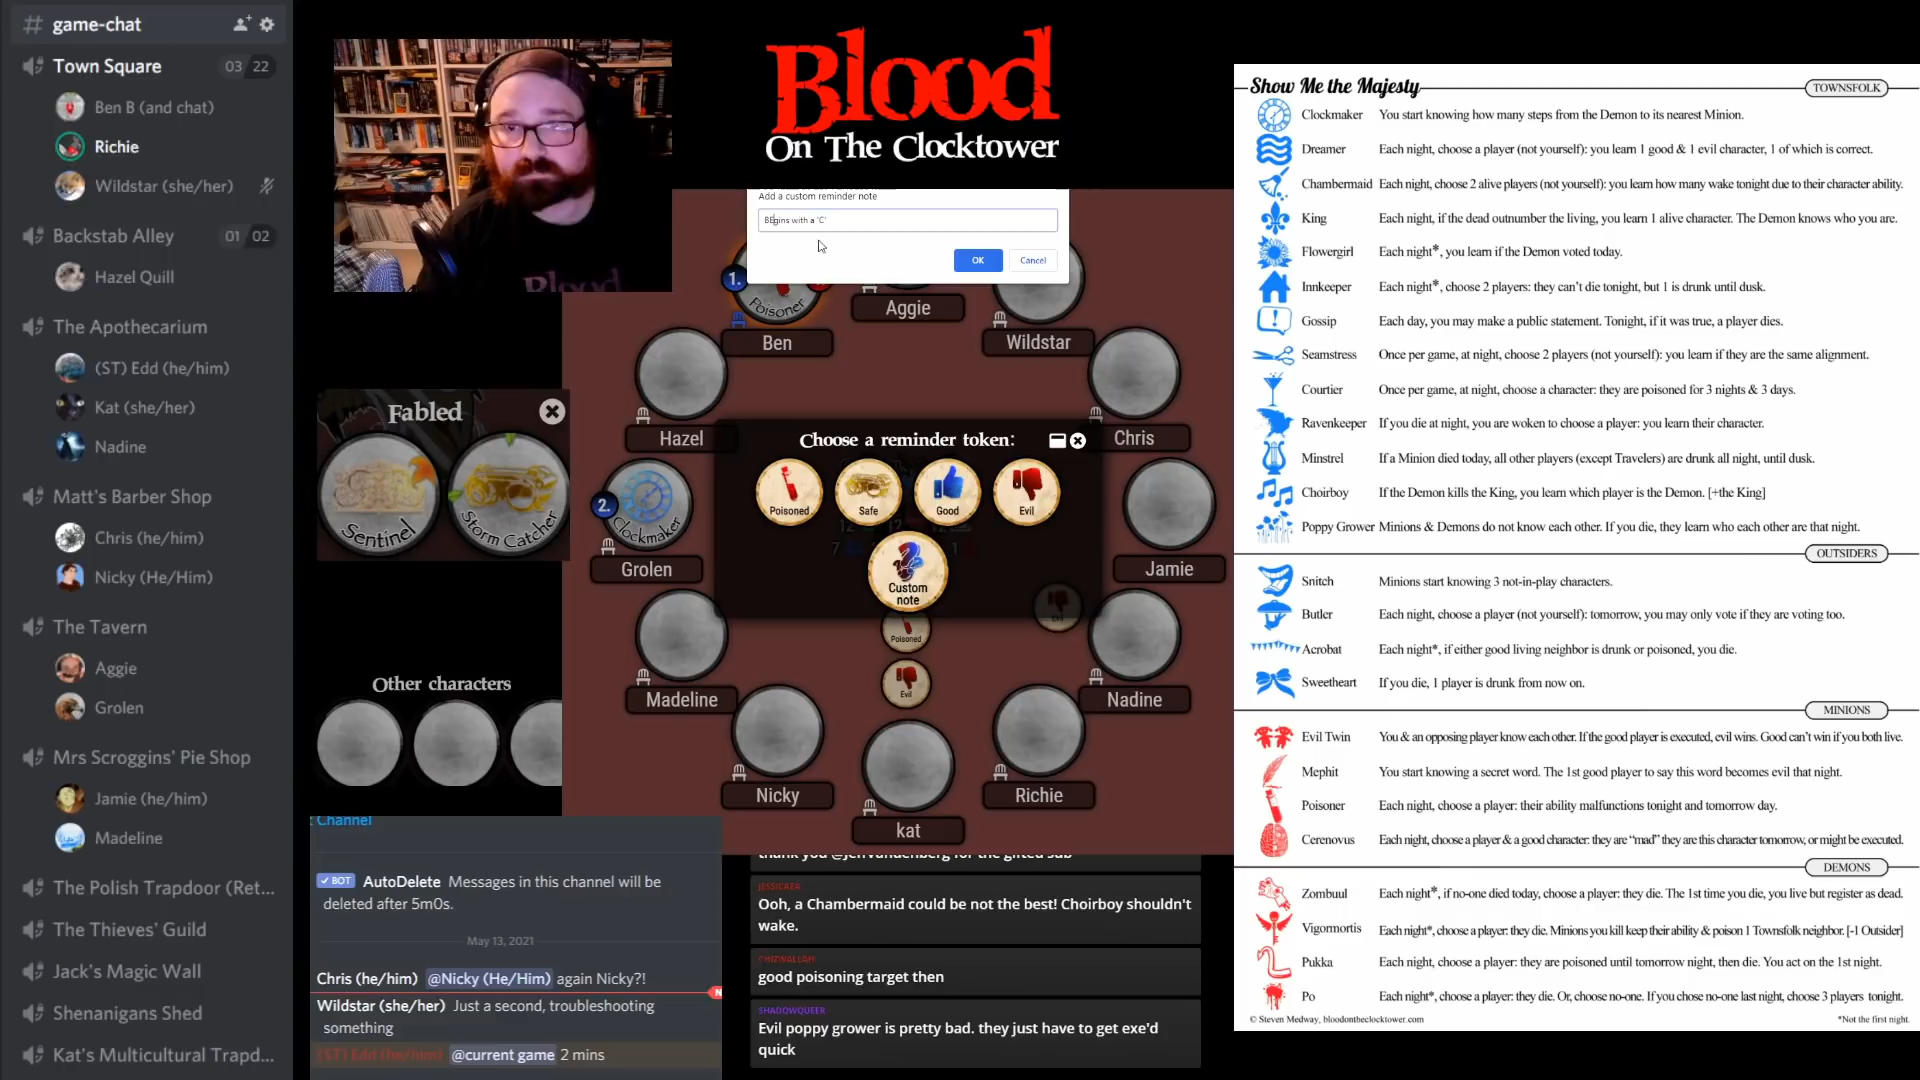 # game-chat
Town Square 03 22
Ben B (and chat)
Richie
Wildstar (she/her)
Backstab Alley 01 02
Hazel Quill
The Apothecarium
(ST) Edd (he/him)
Kat (she/her)
Nadine
Matt's Barber Shop
Chris (he/him)
Nicky (He/Him)
The Tavern
Aggie
Grolen
Mrs Scroggins' Pie Shop
Jamie (he/him)
Madeline
The Polish Trapdoor (Ret...
The Thieves' Guild
Jack's Magic Wall
Shenanigans Shed
Kat's Multicultural Trapd...
Blood
On The Clocktower
Blood
Add a custom reminder note
BEgins with a 'C'
OK
Cancel
1.
Poisoner
Ben
Aggie
Wildstar
Hazel
Chris
2.
Clockmaker
Grolen
Jamie
Madeline
Nadine
Nicky
kat
Richie
Choose a reminder token:
Poisoned
Safe
Good
Evil
Custom
note
Poisoned
Evil
Evil
Fabled
Sentinel
Storm Catcher
Other characters
Channel
BOT AutoDelete Messages in this channel will be
deleted after 5m0s.
May 13, 2021
Chris (he/him) @Nicky (He/Him) again Nicky?!
Wildstar (she/her) Just a second, troubleshooting
something
(ST) Edd (he/him) @current game 2 mins
thank you @jenvandenberg for the gifted sub
Ooh, a Chambermaid could be not the best! Choirboy shouldn't
wake.
CHIZWALLAH
good poisoning target then
SHADOWQUEER
Evil poppy grower is pretty bad. they just have to get exe'd
quick
Show Me the Majesty
TOWNSFOLK
Clockmaker You start knowing how many steps from the Demon to its nearest Minion.
Dreamer Each night, choose a player (not yourself): you learn 1 good & 1 evil character, 1 of which is correct.
Chambermaid Each night, choose 2 alive players (not yourself): you learn how many wake tonight due to their character ability.
King Each night, if the dead outnumber the living, you learn 1 alive character. The Demon knows who you are.
Flowergirl Each night*, you learn if the Demon voted today.
Innkeeper Each night*, choose 2 players: they can't die tonight, but 1 is drunk until dusk.
Gossip Each day, you may make a public statement. Tonight, if it was true, a player dies.
Seamstress Once per game, at night, choose 2 players (not yourself): you learn if they are the same alignment.
Courtier Once per game, at night, choose a character: they are poisoned for 3 nights & 3 days.
Ravenkeeper If you die at night, you are woken to choose a player: you learn their character.
Minstrel If a Minion died today, all other players (except Travelers) are drunk all night, until dusk.
Choirboy If the Demon kills the King, you learn which player is the Demon. [+the King]
Poppy Grower Minions & Demons do not know each other. If you die, they learn who each other are that night.
OUTSIDERS
Snitch Minions start knowing 3 not-in-play characters.
Butler Each night, choose a player (not yourself): tomorrow, you may only vote if they are voting too.
Acrobat Each night*, if either good living neighbor is drunk or poisoned, you die.
Sweetheart If you die, 1 player is drunk from now on.
MINIONS
Evil Twin You & an opposing player know each other. If the good player is executed, evil wins. Good can't win if you both live.
Mephit You start knowing a secret word. The 1st good player to say this word becomes evil that night.
Poisoner Each night, choose a player: their ability malfunctions tonight and tomorrow day.
Cerenovus Each night, choose a player & a good character: they are “mad” they are this character tomorrow, or might be executed.
DEMONS
Zombuul Each night*, if no-one died today, choose a player: they die. The 1st time you die, you live but register as dead.
Vigormortis Each night*, choose a player: they die. Minions you kill keep their ability & poison 1 Townsfolk neighbor. [-1 Outsider]
Pukka Each night, choose a player: they are poisoned until tomorrow night, then die. You act on the 1st night.
Po Each night*, choose a player: they die. Or, choose no-one. If you chose no-one last night, choose 3 players tonight.
© Steven Medway, bloodontheclocktower.com
*Not the first night.